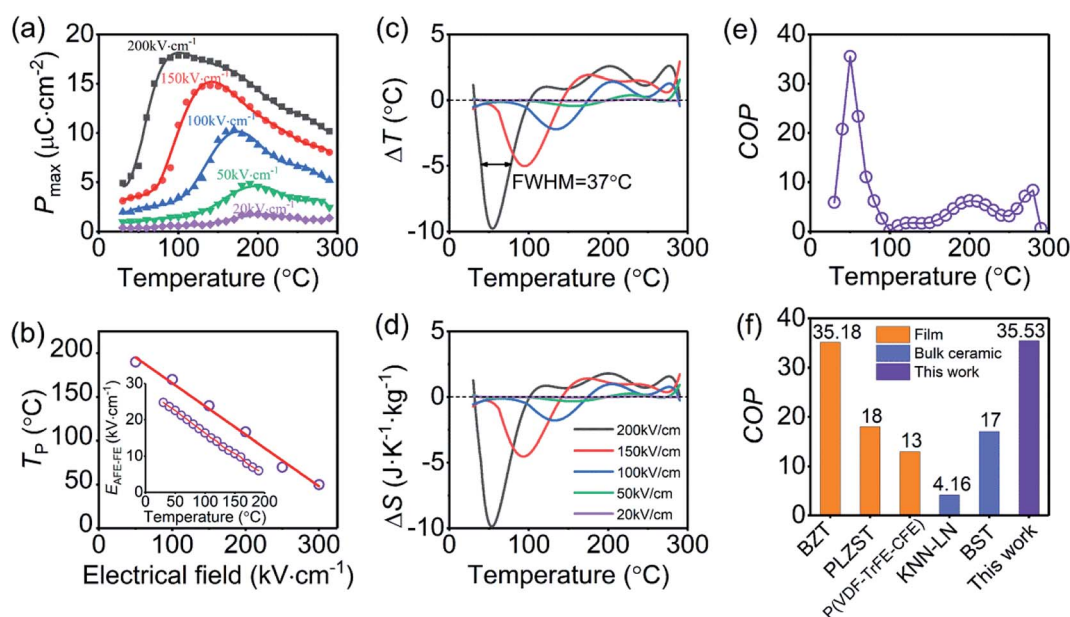 (a)
20
15
10
5
0
Pmax (μC·cm-2)
200kV·cm-1
150kV·cm-1
100kV·cm-1
50kV·cm-1
20kV·cm-1
0 100 200 300
Temperature (°C)
(b)
200
150
100
50
0
TP (°C)
30
20
10
0
EAFE-FE (kV·cm-1)
0 50 100 150 200
Temperature (°C)
0 100 200 300
Electrical field (kV·cm-1)
(c)
5
0
-5
-10
ΔT (°C)
FWHM=37°C
0 100 200 300
Temperature (°C)
(d)
5
0
-5
-10
ΔS (J·K-1·kg-1)
200kV/cm
150kV/cm
100kV/cm
50kV/cm
20kV/cm
0 100 200 300
Temperature (°C)
(e)
40
30
20
10
0
COP
0 100 200 300
Temperature (°C)
(f)
40
30
20
10
0
COP
35.18
18
13
4.16
17
35.53
Film
Bulk ceramic
This work
BZT
PLZST
P(VDF-TrFE-CFE)
KNN-LN
BST
This work